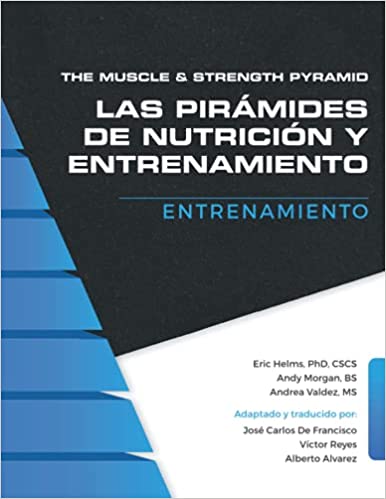 THE MUSCLE & STRENGTH PYRAMID
LAS PIRÁMIDES
DE NUTRICIÓN Y
ENTRENAMIENTO
ENTRENAMIENTO
Eric Helms, PhD, CSCS
Andy Morgan, BS
Andrea Valdez, MS
Adaptado y traducido por:
José Carlos De Francisco
Víctor Reyes
Alberto Alvarez